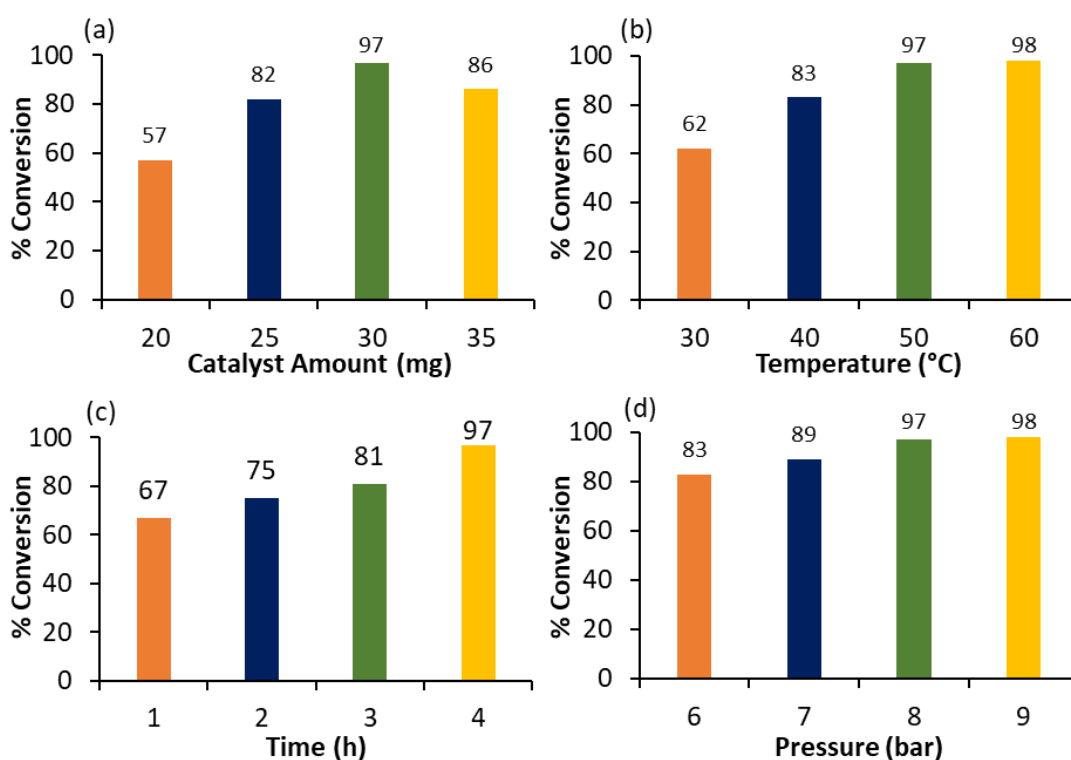 (a)
% Conversion
100
80
60
40
20
0
57
82
97
86
20 25 30 35
Catalyst Amount (mg)
(b)
% Conversion
100
80
60
40
20
0
62
83
97
98
30 40 50 60
Temperature (°C)
(c)
% Conversion
100
80
60
40
20
0
67
75
81
97
1 2 3 4
Time (h)
(d)
% Conversion
100
80
60
40
20
0
83
89
97
98
6 7 8 9
Pressure (bar)